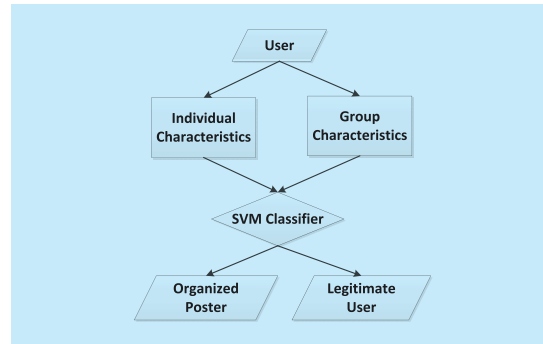 User
Individual
Characteristics
Group
Characteristics
SVM Classifier
Organized
Poster
Legitimate
User